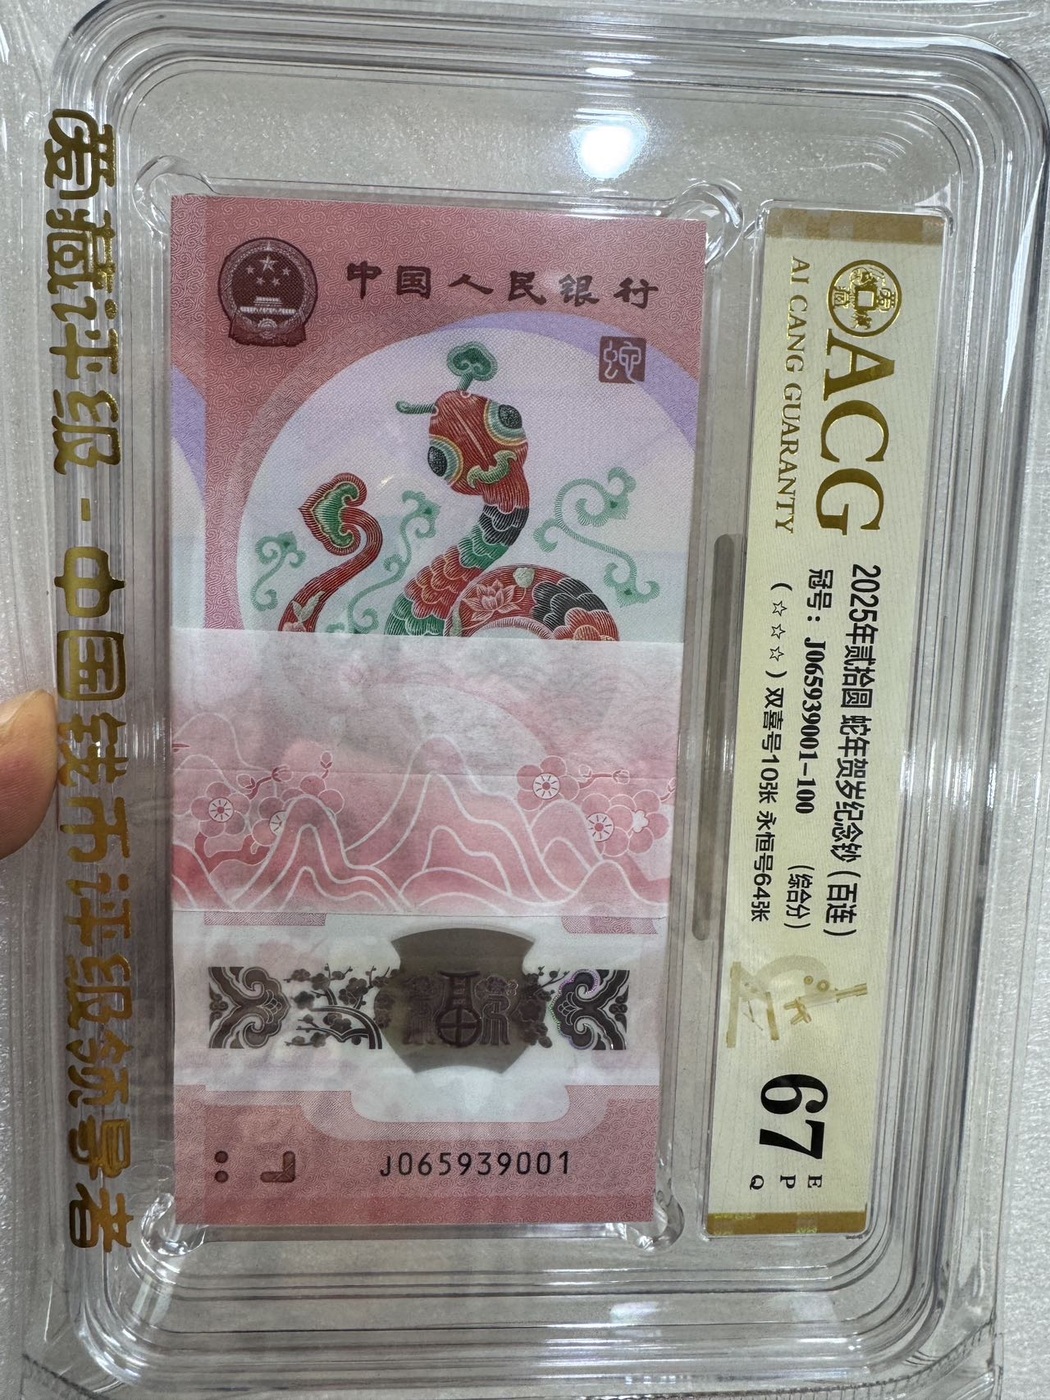 爱藏评级-中国钱币评级领导者
中国人民银行
J065939001
ACG
AI CANG GUARANTY
2025年贰拾圆 蛇年贺岁纪念钞(百连)
冠号:J065939001-100 (综合分)
(☆☆☆)双喜号10张 永恒号64张
67
E
P
Q